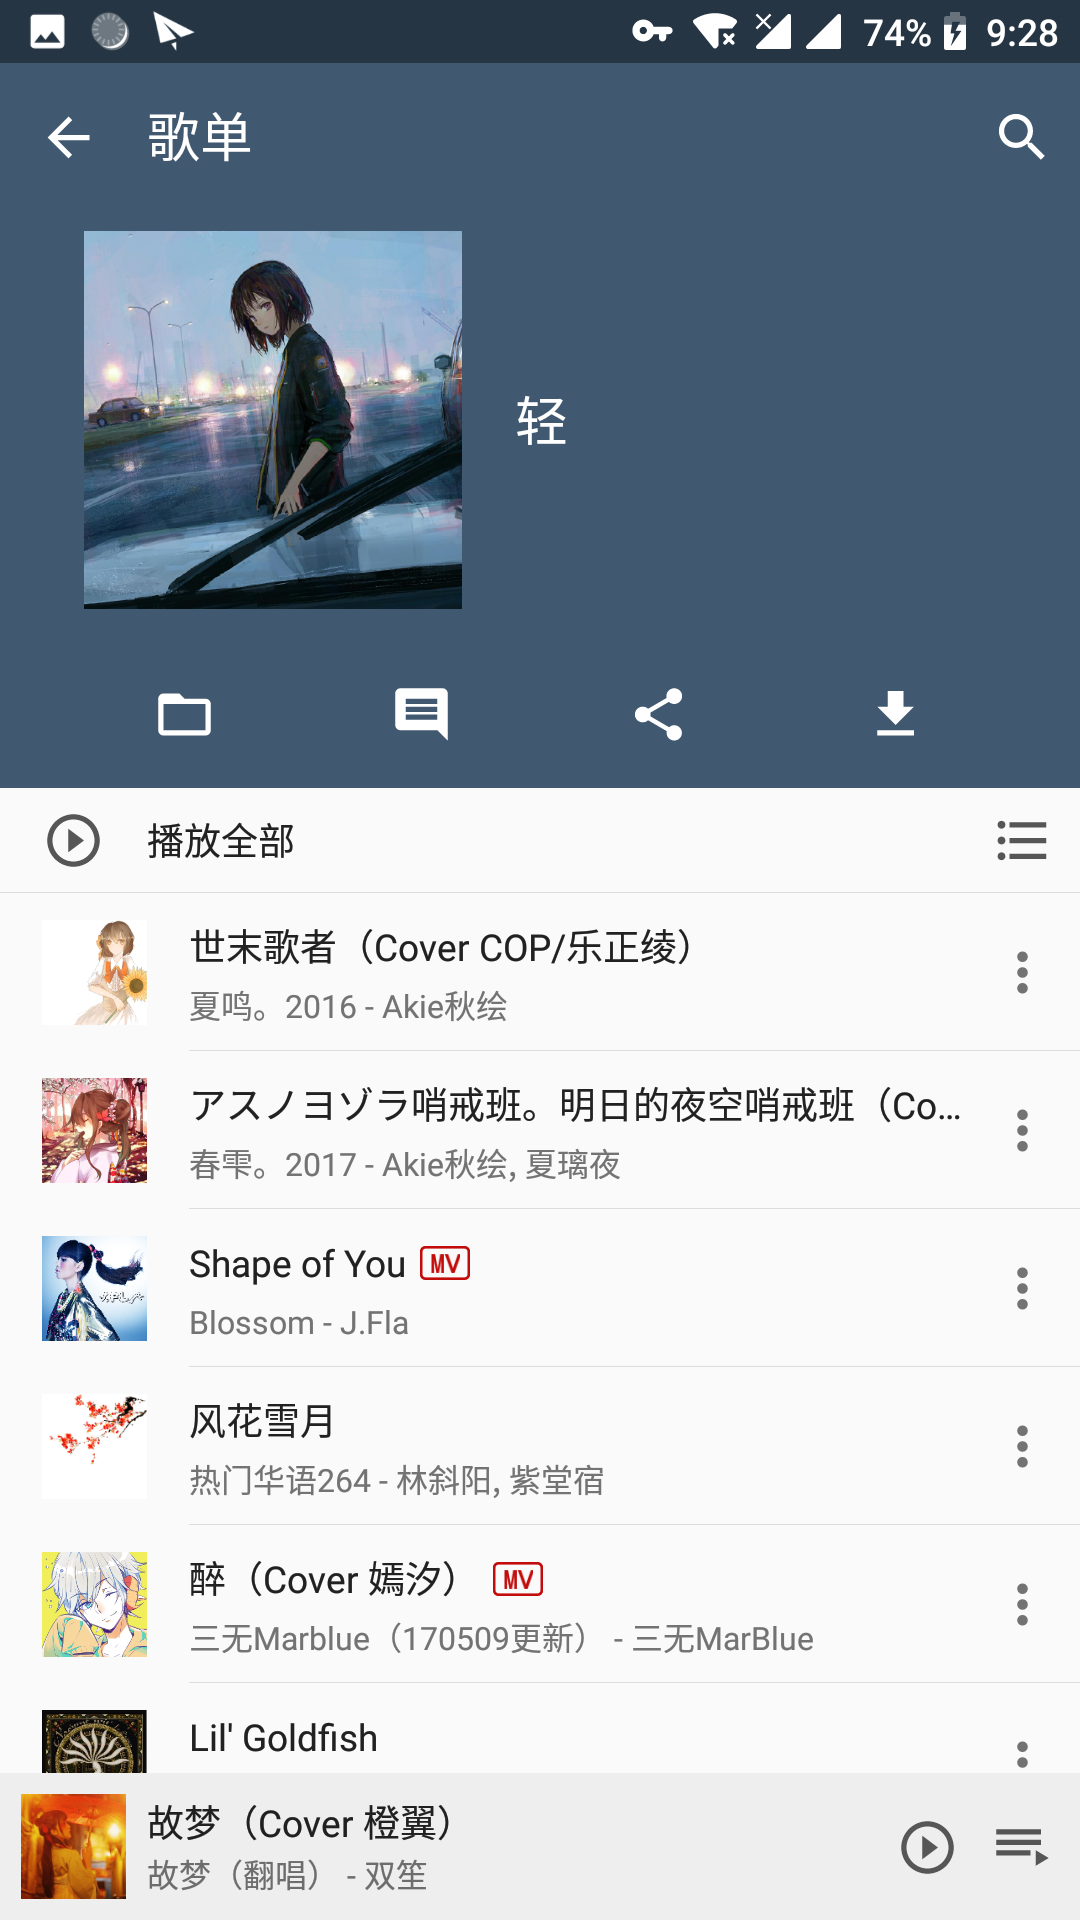 74% 9:28
歌单
轻
播放全部
世末歌者（Cover COP/乐正绫）
夏鸣。2016 - Akie秋绘
アスノヨゾラ哨戒班。明日的夜空哨戒班（Co...
春雫。2017 - Akie秋绘, 夏璃夜
Shape of You MV
Blossom - J.Fla
风花雪月
热门华语264 - 林斜阳, 紫堂宿
醉（Cover 嫣汐） MV
三无Marblue（170509更新） - 三无MarBlue
Lil' Goldfish
故梦（Cover 橙翼）
故梦（翻唱） - 双笙